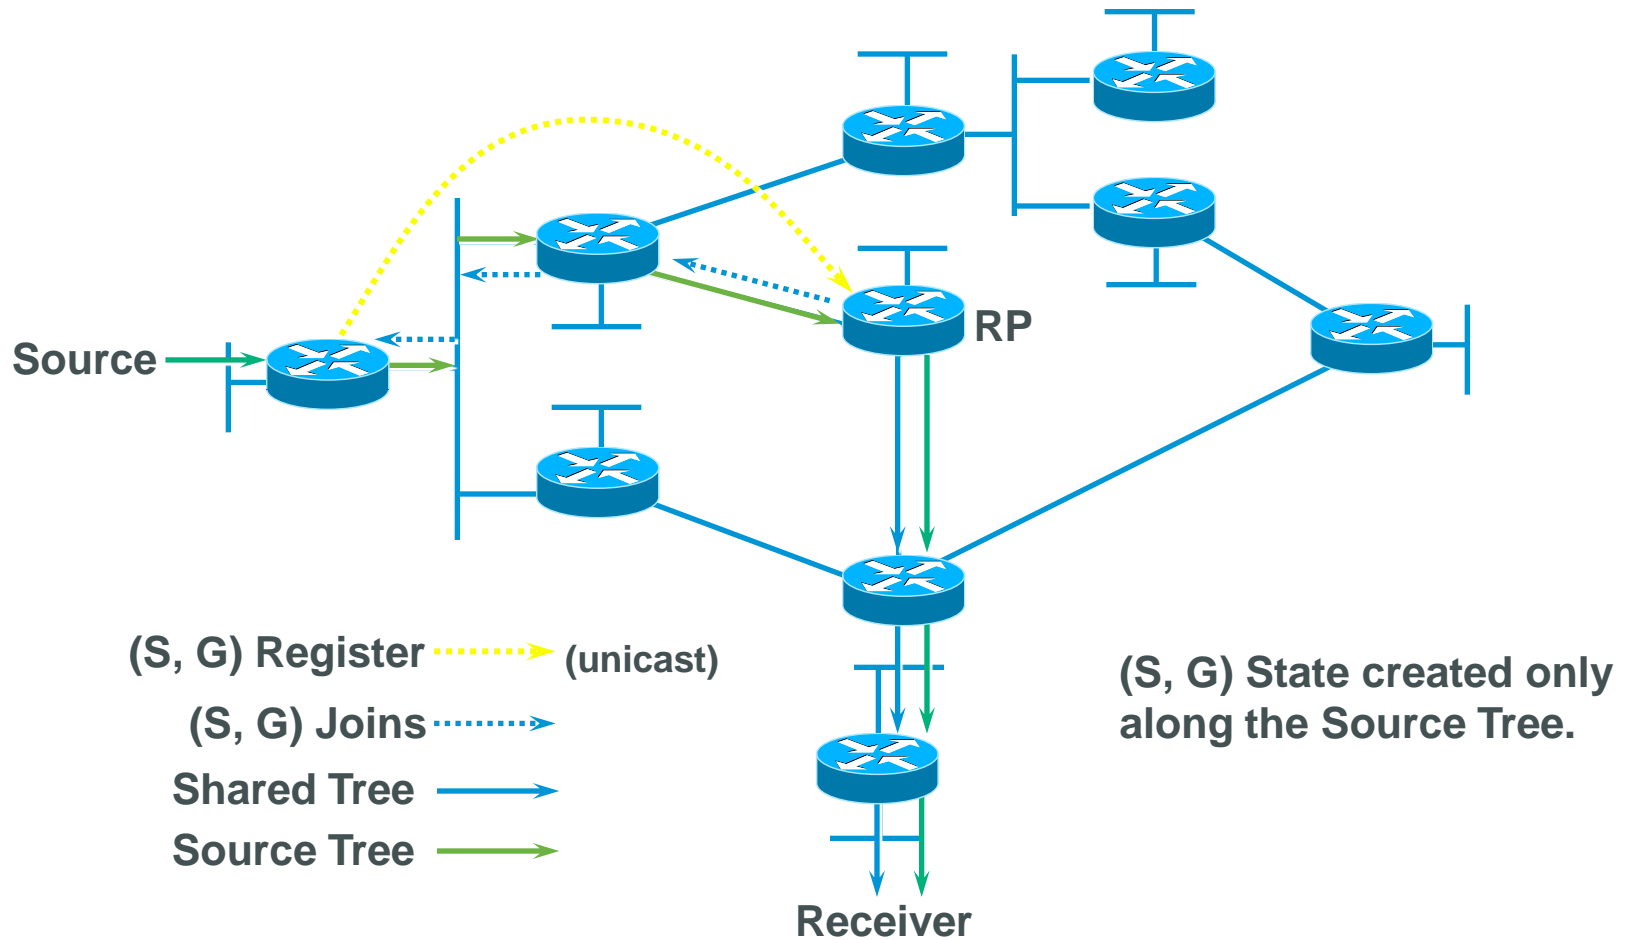 RP
Source
(S, G) Register
(unicast)
(S, G) Joins
Shared Tree
Source Tree
(S, G) State created only
along the Source Tree.
Receiver